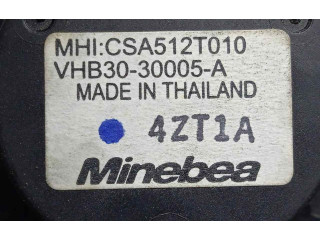 MHI:CSA512T010
VHB30-30005-A
MADE IN THAILAND
4ZT1A
Minebea